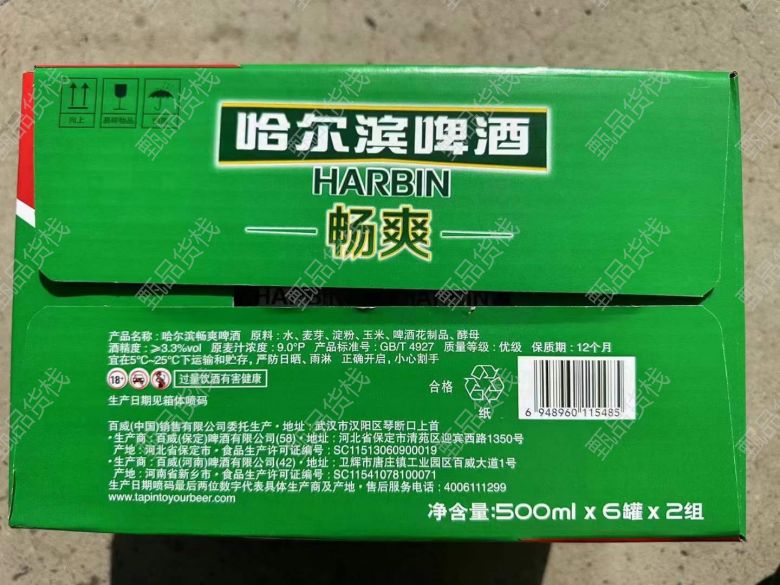 向上
易碎物品
哈尔滨啤酒
HARBIN
畅爽
HARBIN
产品名称: 哈尔滨畅爽啤酒 原料: 水、麦芽、淀粉、玉米、啤酒花制品、酵母
酒精度: ≥3.3%vol 原麦汁浓度: 9.0°P 产品标准号: GB/T 4927 质量等级: 优级 保质期: 12个月
宜在5℃~25℃下运输和贮存, 严防日晒、雨淋 正确开启, 小心割手
18+
过量饮酒有害健康
生产日期见箱体喷码
合格
纸
6 948960 115485
百威(中国)销售有限公司委托生产·地址: 武汉市汉阳区琴断口上首
·生产商: 百威(保定)啤酒有限公司(58)·地址: 河北省保定市清苑区迎宾西路1350号
产地: 河北省保定市·食品生产许可证编号: SC11513060900019
·生产商: 百威(河南)啤酒有限公司(42)·地址: 卫辉市唐庄镇工业园区百威大道1号
产地: 河南省新乡市·食品生产许可证编号: SC11541078100071
生产日期喷码最后两位数字代表具体生产商及产地·售后服务电话: 4006111299
·www.tapintoyourbeer.com
净含量:500ml x 6罐 x 2组
甄品货栈